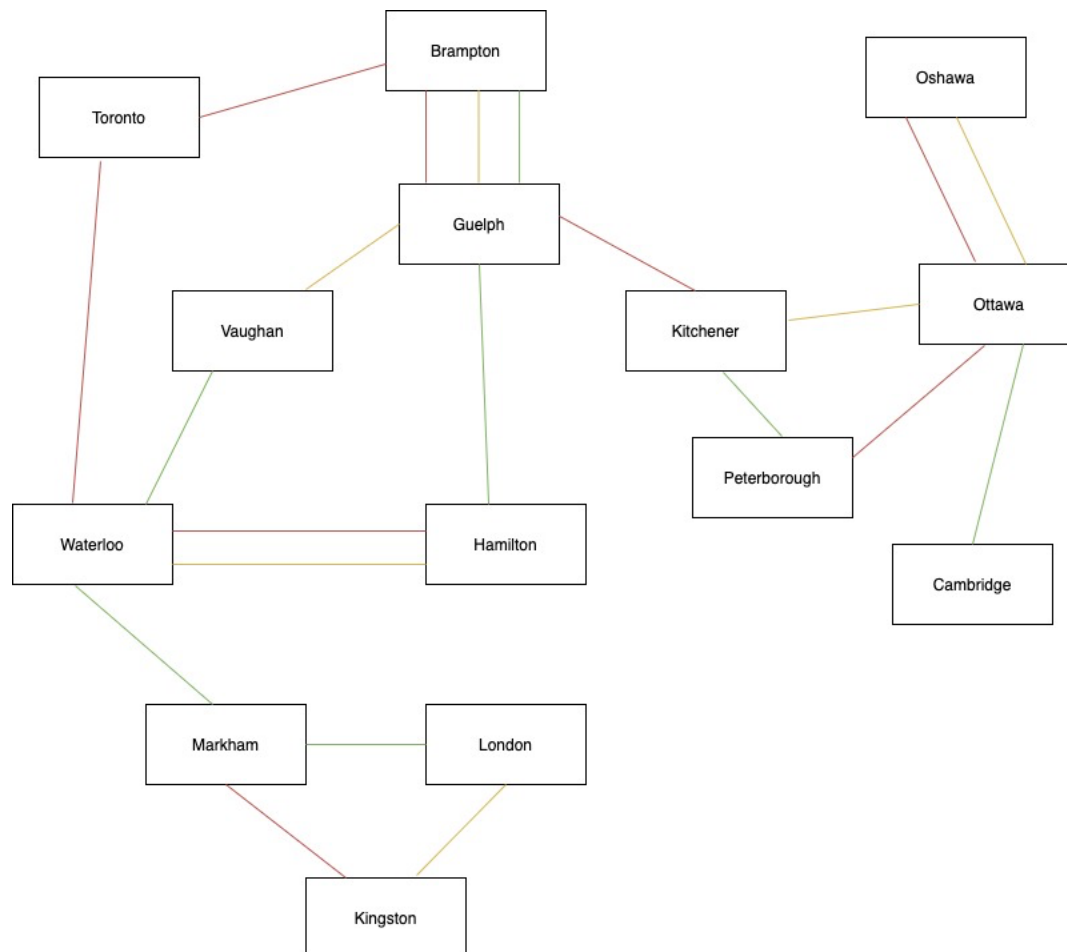 Brampton
Oshawa
Toronto
Guelph
Vaughan
Kitchener
Ottawa
Peterborough
Waterloo
Hamilton
Cambridge
Markham
London
Kingston